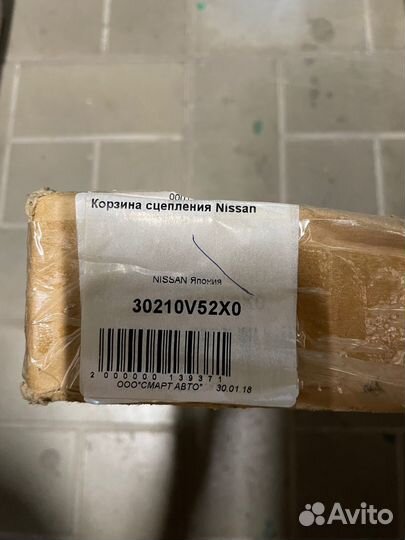 Корзина сцепления Nissan
NISSAN Япония
30210V52X0
2 000000 139371
ООО"СМАРТ АВТО" 30.01.18
Avito